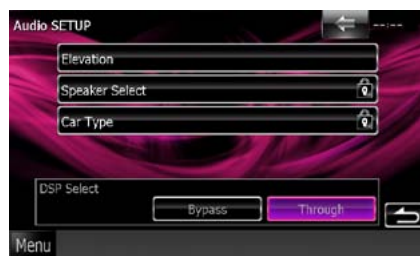 Audio SETUP
--:--
Elevation
Speaker Select
Car Type
DSP Select
Bypass
Through
Menu